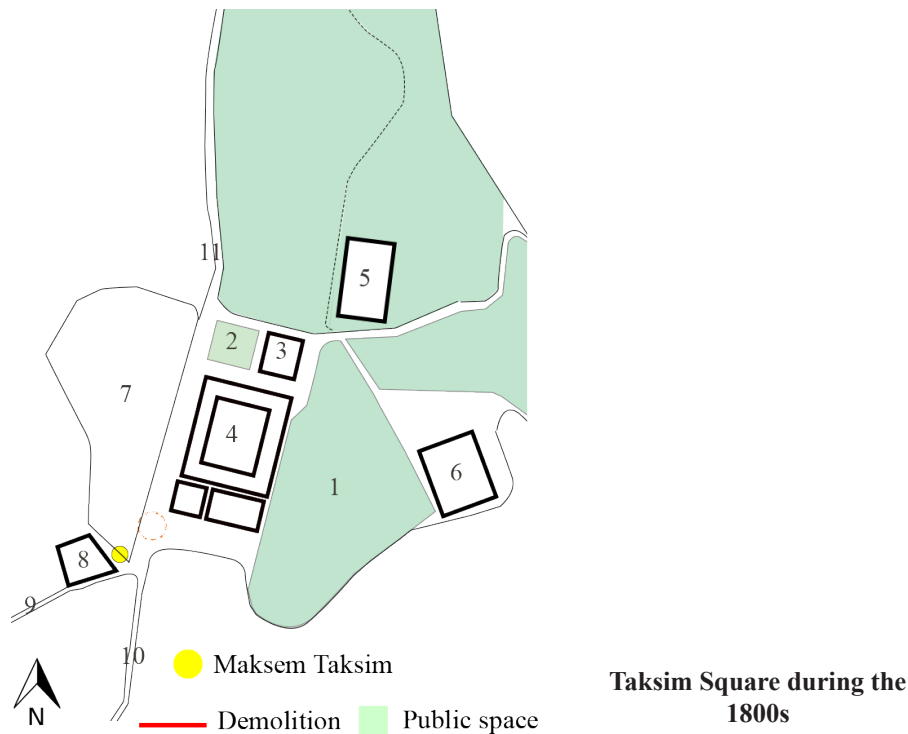 11
5
2
3
7
4
6
1
8
9
10
Maksem Taksim
N
Demolition
Public space
Taksim Square during the
1800s